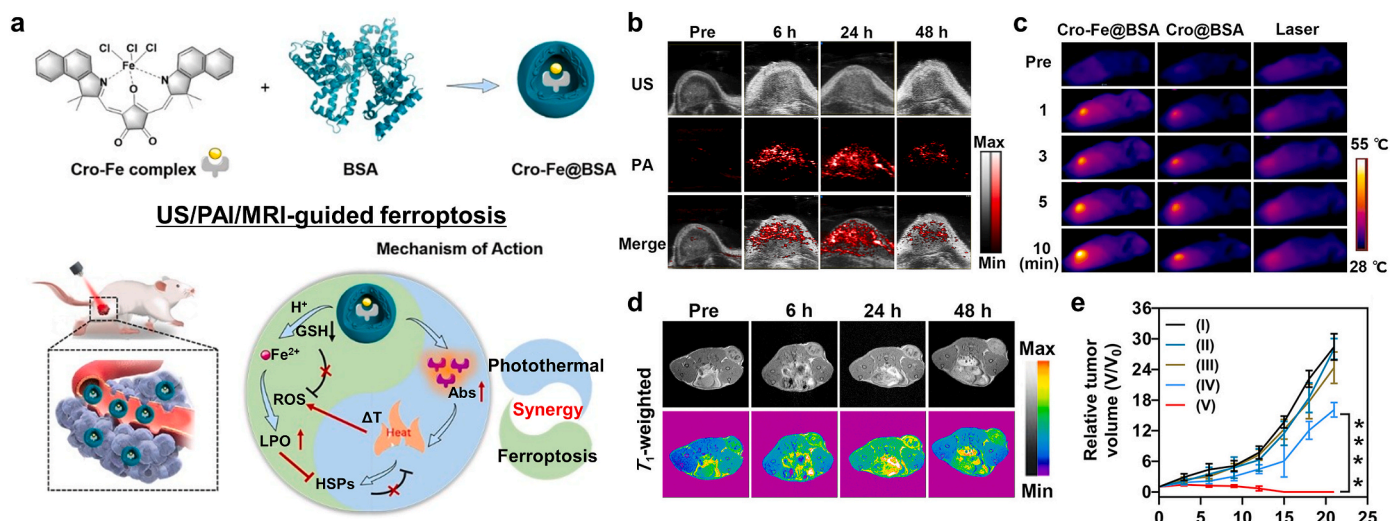 a
Cl
Cl Cl
Fe
N N
O
O O
+
Cro-Fe complex
BSA
Cro-Fe@BSA
US/PAI/MRI-guided ferroptosis
Mechanism of Action
H⁺
GSH↓
Fe²⁺
ROS
LPO
HSPs
Abs
ΔT
Heat
Photothermal
Synergy
Ferroptosis
b
Pre 6 h 24 h 48 h
US
PA
Merge
Max
Min
c
Cro-Fe@BSA Cro@BSA Laser
Pre
1
3
5
10
(min)
55 ℃
28 ℃
d
Pre 6 h 24 h 48 h
T₁-weighted
Max
Min
e
Relative tumor
volume (V/V₀)
36
30
24
18
12
6
0
(I)
(II)
(III)
(IV)
(V)
****
0 5 10 15 20 25